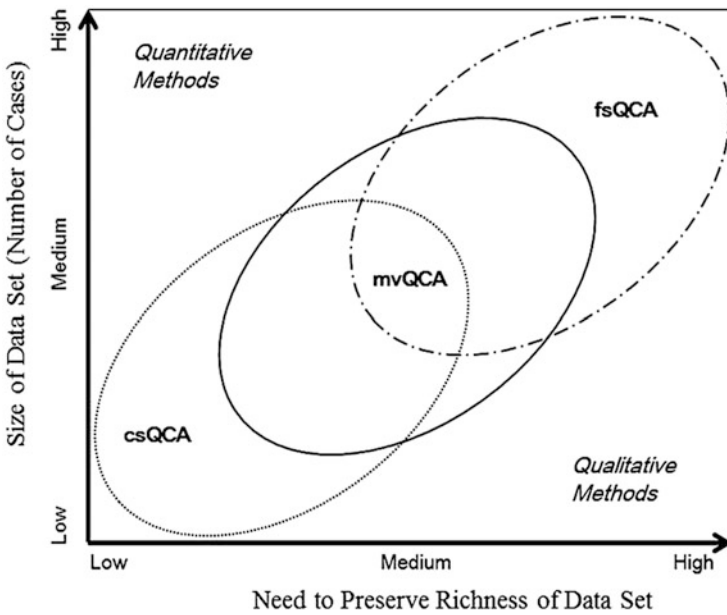 High
Quantitative
Methods
fsQCA
Size of Data Set (Number of Cases)
Medium
mvQCA
csQCA
Qualitative
Methods
Low
Low
Medium
High
Need to Preserve Richness of Data Set